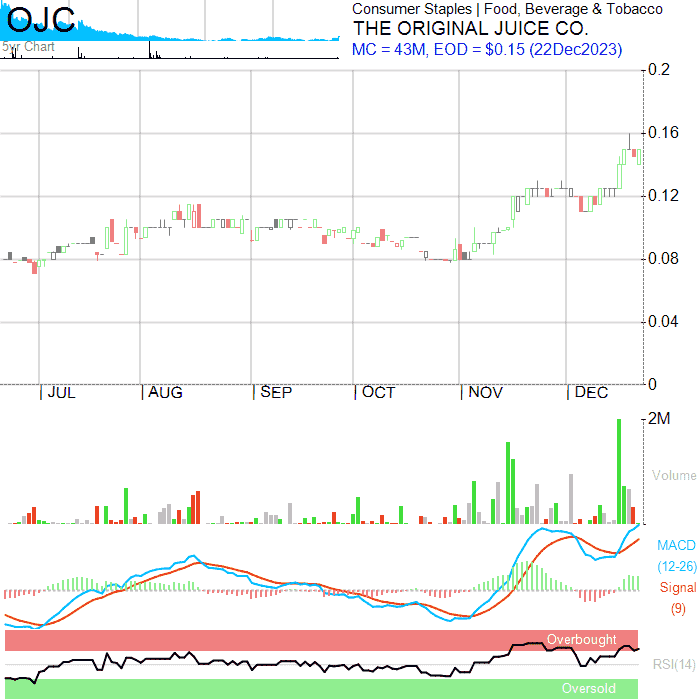 OJC
5yr Chart
Consumer Staples | Food, Beverage & Tobacco
THE ORIGINAL JUICE CO.
MC = 43M, EOD = $0.15 (22Dec2023)
0.2
0.16
0.12
0.08
0.04
0
| JUL | AUG | SEP | OCT | NOV | DEC
2M
Volume
MACD
(12-26)
Signal
(9)
Overbought
RSI(14)
Oversold